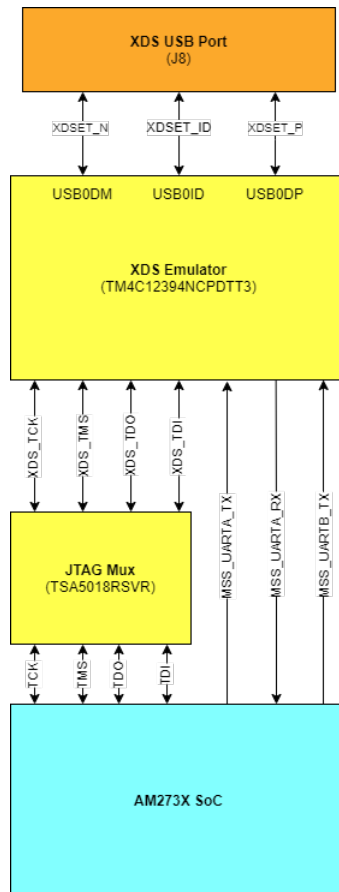 XDS USB Port
(J8)
XDSET_N
XDSET_ID
XDSET_P
USB0DM
USB0ID
USB0DP
XDS Emulator
(TM4C12394NCPDTT3)
XDS_TCK
XDS_TMS
XDS_TDO
XDS_TDI
MSS_UARTA_TX
MSS_UARTA_RX
MSS_UARTB_TX
JTAG Mux
(TSA5018RSVR)
TCK
TMS
TDO
TDI
AM273X SoC